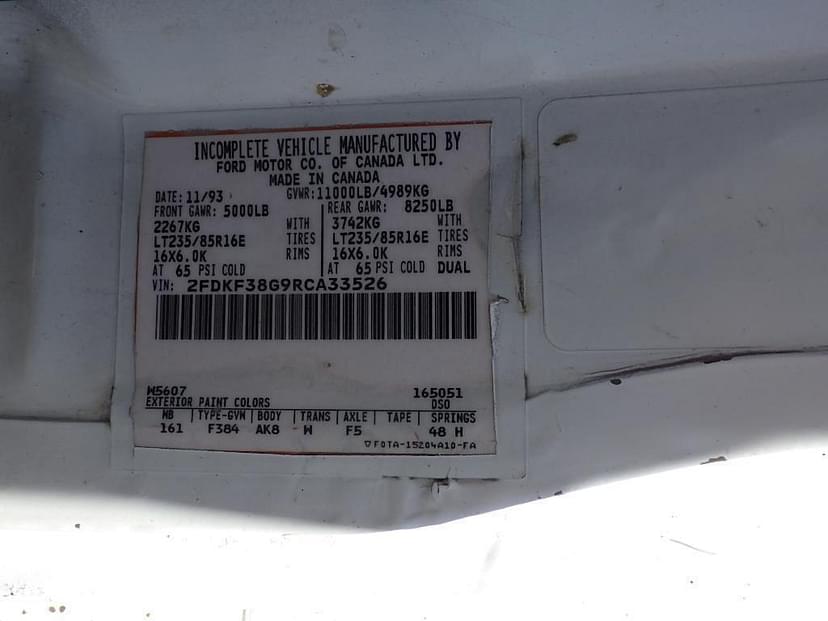 INCOMPLETE VEHICLE MANUFACTURED BY
FORD MOTOR CO. OF CANADA LTD.
MADE IN CANADA
DATE: 11/93 GVWR: 11000LB/4989KG
FRONT GAWR: 5000LB REAR GAWR: 8250LB
2267KG WITH 3742KG WITH
LT235/85R16E TIRES LT235/85R16E TIRES
16X6.0K RIMS 16X6.0K RIMS
AT 65 PSI COLD AT 65 PSI COLD DUAL
VIN: 2FDKF38G9RCA33526
W5607 165051
EXTERIOR PAINT COLORS DSO
WB TYPE-GVW BODY TRANS AXLE TAPE SPRINGS
161 F384 AK8 W F5 48 H
▽ F0TA-15204A10-FA